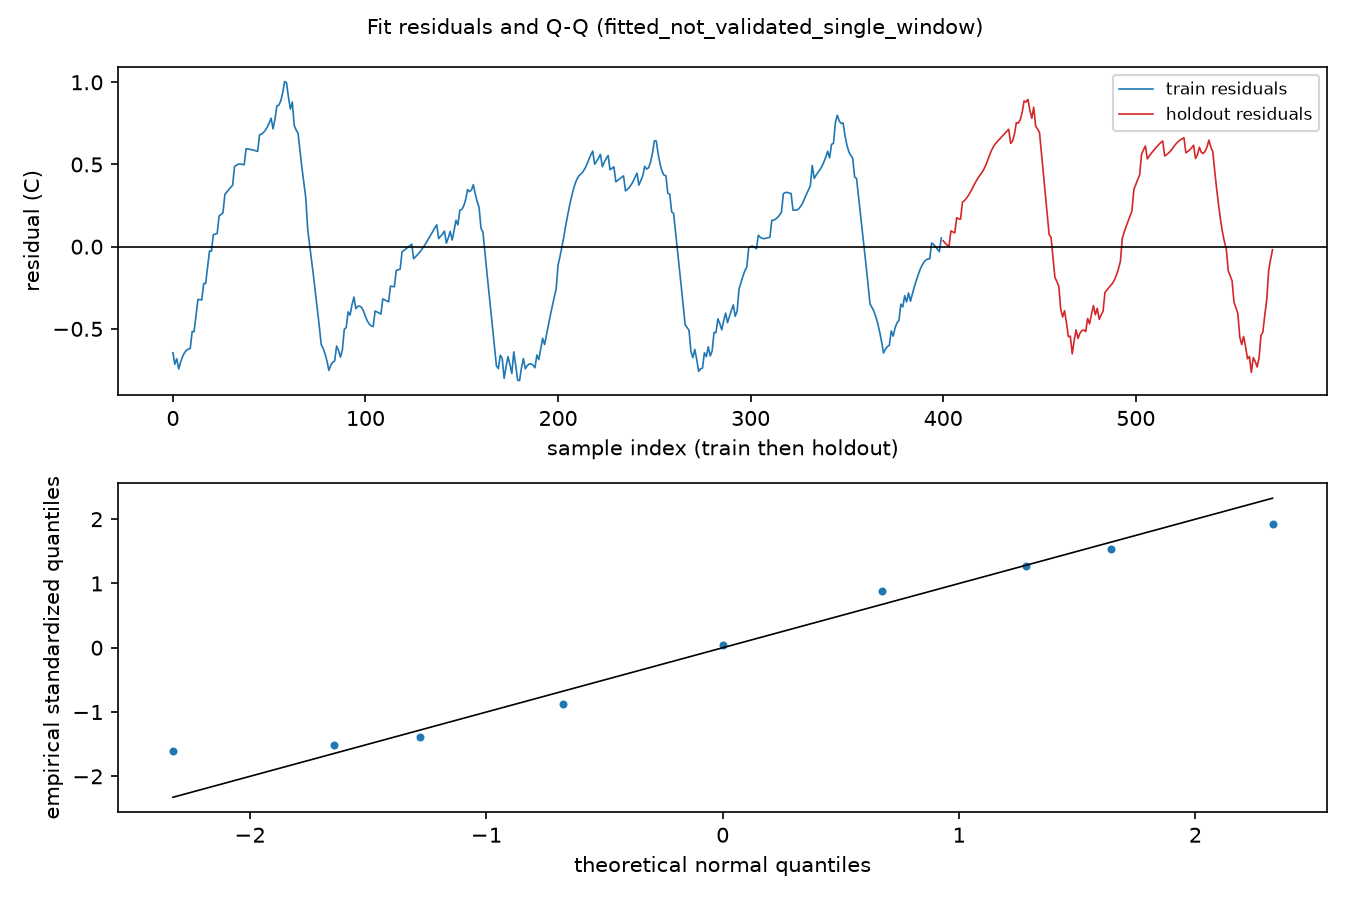 Fit residuals and Q-Q (fitted_not_validated_single_window)
train residuals
holdout residuals
residual (C)
1.0
0.5
0.0
−0.5
0 100 200 300 400 500
sample index (train then holdout)
empirical standardized quantiles
2
1
0
−1
−2
−2 −1 0 1 2
theoretical normal quantiles